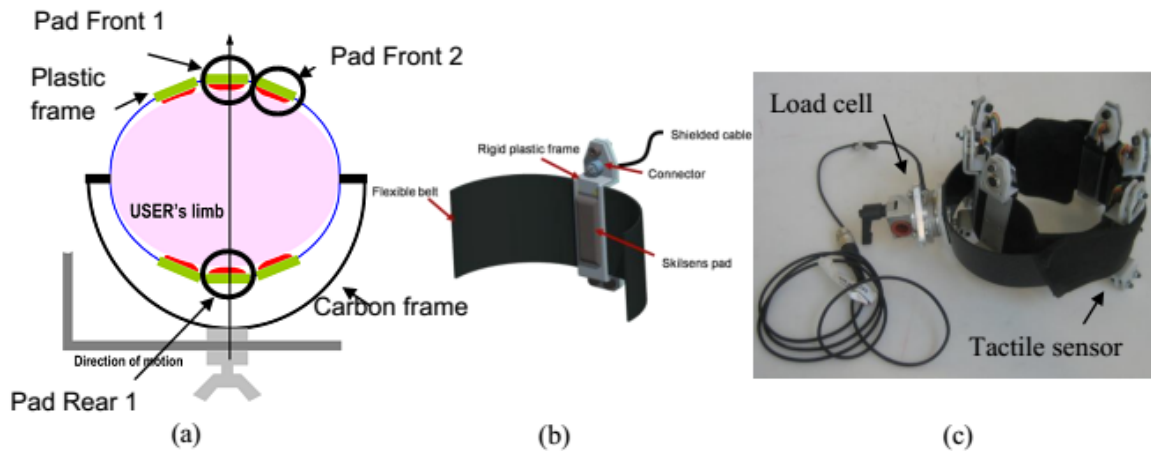 Pad Front 1
Pad Front 2
Plastic
frame
USER's limb
Carbon frame
Direction of motion
Pad Rear 1
(a)
Shielded cable
Rigid plastic frame
Connector
Flexible belt
Skilsens pad
(b)
Load cell
Tactile sensor
(c)